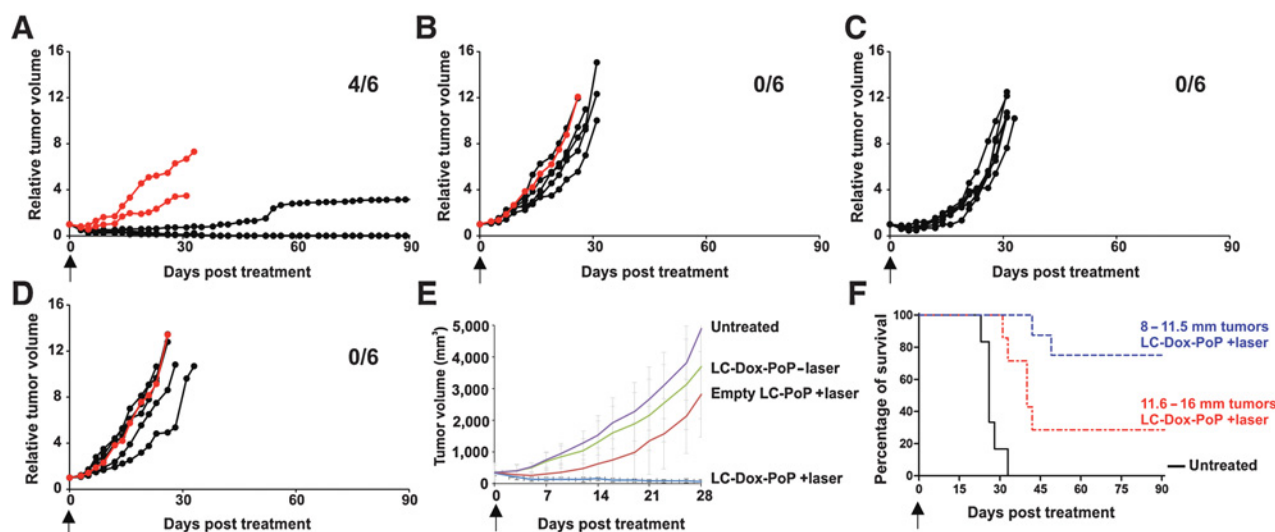 A
16
12
8
4
0
0
30
60
90
Relative tumor volume
Days post treatment
4/6
B
16
12
8
4
0
0
30
60
90
Relative tumor volume
Days post treatment
0/6
C
16
12
8
4
0
0
30
60
90
Relative tumor volume
Days post treatment
0/6
D
16
12
8
4
0
0
30
60
90
Relative tumor volume
Days post treatment
0/6
E
5,000
4,000
3,000
2,000
1,000
0
0
7
14
21
28
Tumor volume (mm³)
Days post treatment
Untreated
LC-Dox-PoP–laser
Empty LC-PoP +laser
LC-Dox-PoP +laser
F
100
80
60
40
20
0
0
15
30
45
60
75
90
Percentage of survival
Days post treatment
8–11.5 mm tumors
LC-Dox-PoP +laser
11.6–16 mm tumors
LC-Dox-PoP +laser
Untreated